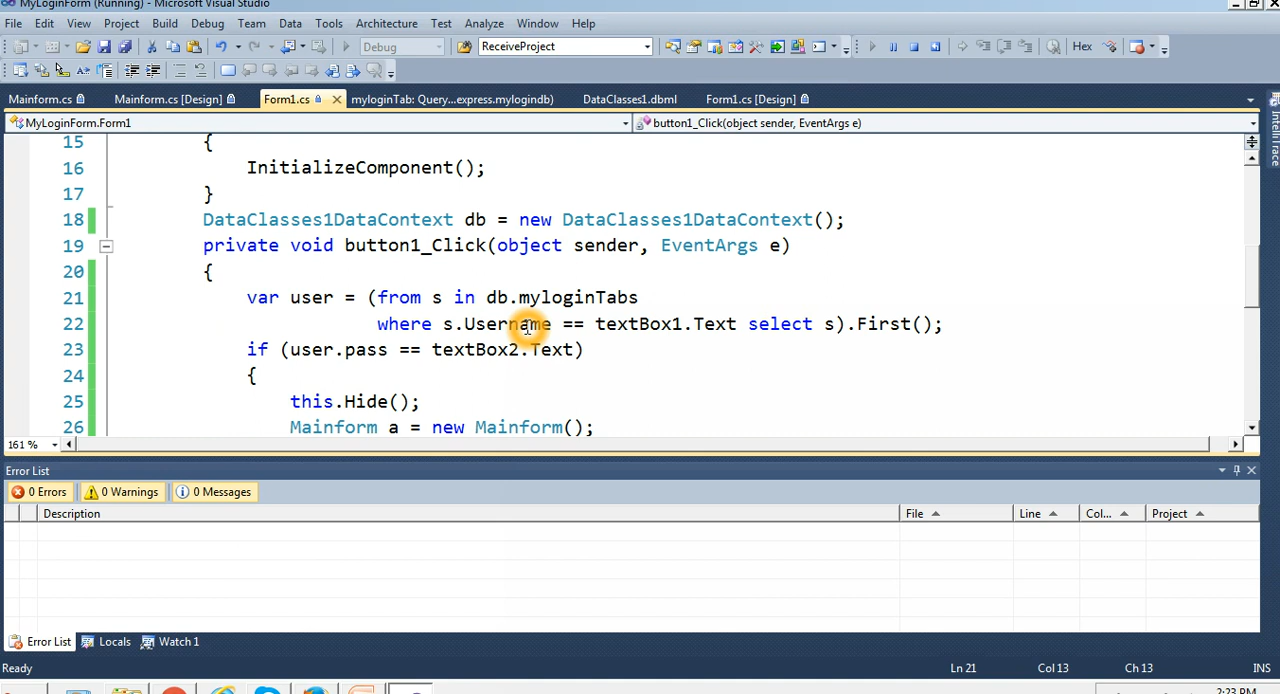 MyLoginForm (Running) - Microsoft Visual Studio
File Edit View Project Build Debug Team Data Tools Architecture Test Analyze Window Help
Debug ReceiveProject Hex
Mainform.cs Mainform.cs [Design] Form1.cs myloginTab: Query...express.mylogindb) DataClasses1.dbml Form1.cs [Design]
MyLoginForm.Form1 button1_Click(object sender, EventArgs e)
IntelliTrace
15 {
16 InitializeComponent();
17 }
18 DataClasses1DataContext db = new DataClasses1DataContext();
19 private void button1_Click(object sender, EventArgs e)
20 {
21 var user = (from s in db.myloginTabs
22 where s.Username == textBox1.Text select s).First();
23 if (user.pass == textBox2.Text)
24 {
25 this.Hide();
26 Mainform a = new Mainform();
161 %
Error List
0 Errors 0 Warnings 0 Messages
Description File Line Col... Project
Error List Locals Watch 1
Ready Ln 21 Col 13 Ch 13 INS
2:23 PM